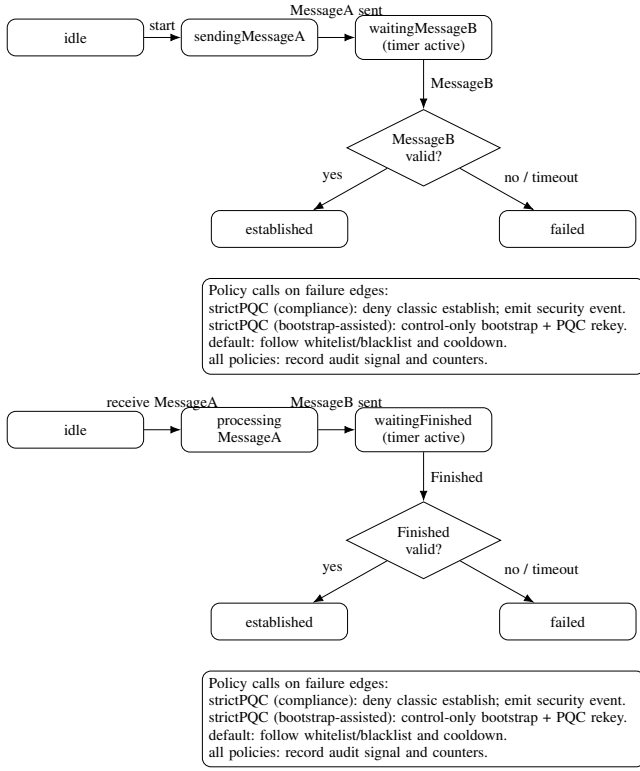 MessageA sent
start
idle
sendingMessageA
waitingMessageB
(timer active)
MessageB
MessageB
valid?
yes
no / timeout
established
failed
Policy calls on failure edges:
strictPQC (compliance): deny classic establish; emit security event.
strictPQC (bootstrap-assisted): control-only bootstrap + PQC rekey.
default: follow whitelist/blacklist and cooldown.
all policies: record audit signal and counters.
receive MessageA
MessageB sent
idle
processing
MessageA
waitingFinished
(timer active)
Finished
Finished
valid?
yes
no / timeout
established
failed
Policy calls on failure edges:
strictPQC (compliance): deny classic establish; emit security event.
strictPQC (bootstrap-assisted): control-only bootstrap + PQC rekey.
default: follow whitelist/blacklist and cooldown.
all policies: record audit signal and counters.